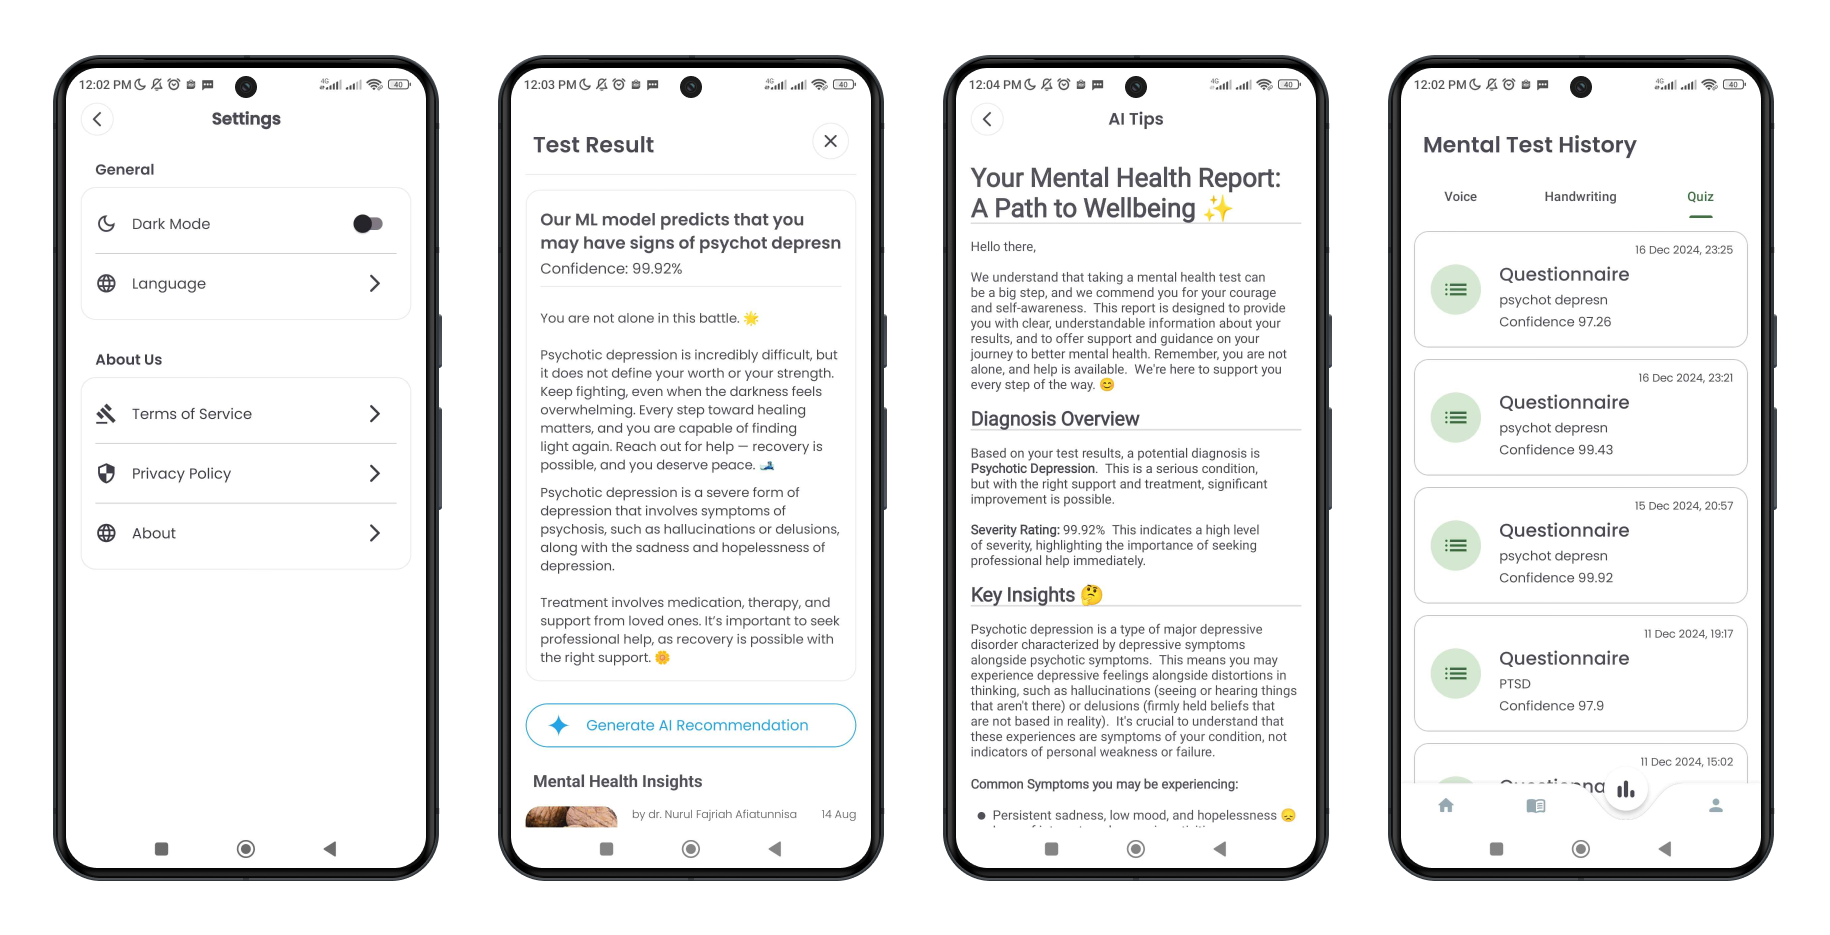 12:02 PM
4G
40
Settings
General
Dark Mode
Language
About Us
Terms of Service
Privacy Policy
About
12:03 PM
4G
40
Test Result
Our ML model predicts that you
may have signs of psychot depresn
Confidence: 99.92%
You are not alone in this battle. 🌟
Psychotic depression is incredibly difficult, but
it does not define your worth or your strength.
Keep fighting, even when the darkness feels
overwhelming. Every step toward healing
matters, and you are capable of finding
light again. Reach out for help — recovery is
possible, and you deserve peace.
Psychotic depression is a severe form of
depression that involves symptoms of
psychosis, such as hallucinations or delusions,
along with the sadness and hopelessness of
depression.
Treatment involves medication, therapy, and
support from loved ones. It's important to seek
professional help, as recovery is possible with
the right support. 🌼
Generate AI Recommendation
Mental Health Insights
by dr. Nurul Fajriah Afiatunnisa 14 Aug
12:04 PM
4G
40
AI Tips
Your Mental Health Report:
A Path to Wellbeing ✨
Hello there,
We understand that taking a mental health test can
be a big step, and we commend you for your courage
and self-awareness. This report is designed to provide
you with clear, understandable information about your
results, and to offer support and guidance on your
journey to better mental health. Remember, you are not
alone, and help is available. We're here to support you
every step of the way. 😊
Diagnosis Overview
Based on your test results, a potential diagnosis is
Psychotic Depression. This is a serious condition,
but with the right support and treatment, significant
improvement is possible.
Severity Rating: 99.92% This indicates a high level
of severity, highlighting the importance of seeking
professional help immediately.
Key Insights 🤔
Psychotic depression is a type of major depressive
disorder characterized by depressive symptoms
alongside psychotic symptoms. This means you may
experience depressive feelings alongside distortions in
thinking, such as hallucinations (seeing or hearing things
that aren't there) or delusions (firmly held beliefs that
are not based in reality). It's crucial to understand that
these experiences are symptoms of your condition, not
indicators of personal weakness or failure.
Common Symptoms you may be experiencing:
● Persistent sadness, low mood, and hopelessness 😞
12:02 PM
4G
40
Mental Test History
Voice Handwriting Quiz
16 Dec 2024, 23:25
Questionnaire
psychot depresn
Confidence 97.26
16 Dec 2024, 23:21
Questionnaire
psychot depresn
Confidence 99.43
15 Dec 2024, 20:57
Questionnaire
psychot depresn
Confidence 99.92
11 Dec 2024, 19:17
Questionnaire
PTSD
Confidence 97.9
11 Dec 2024, 15:02